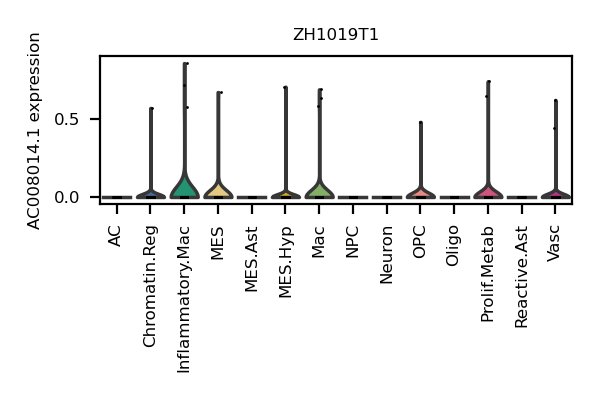 ZH1019T1
AC008014.1 expression
0.5
0.0
AC
Chromatin.Reg
Inflammatory.Mac
MES
MES.Ast
MES.Hyp
Mac
NPC
Neuron
OPC
Oligo
Prolif.Metab
Reactive.Ast
Vasc